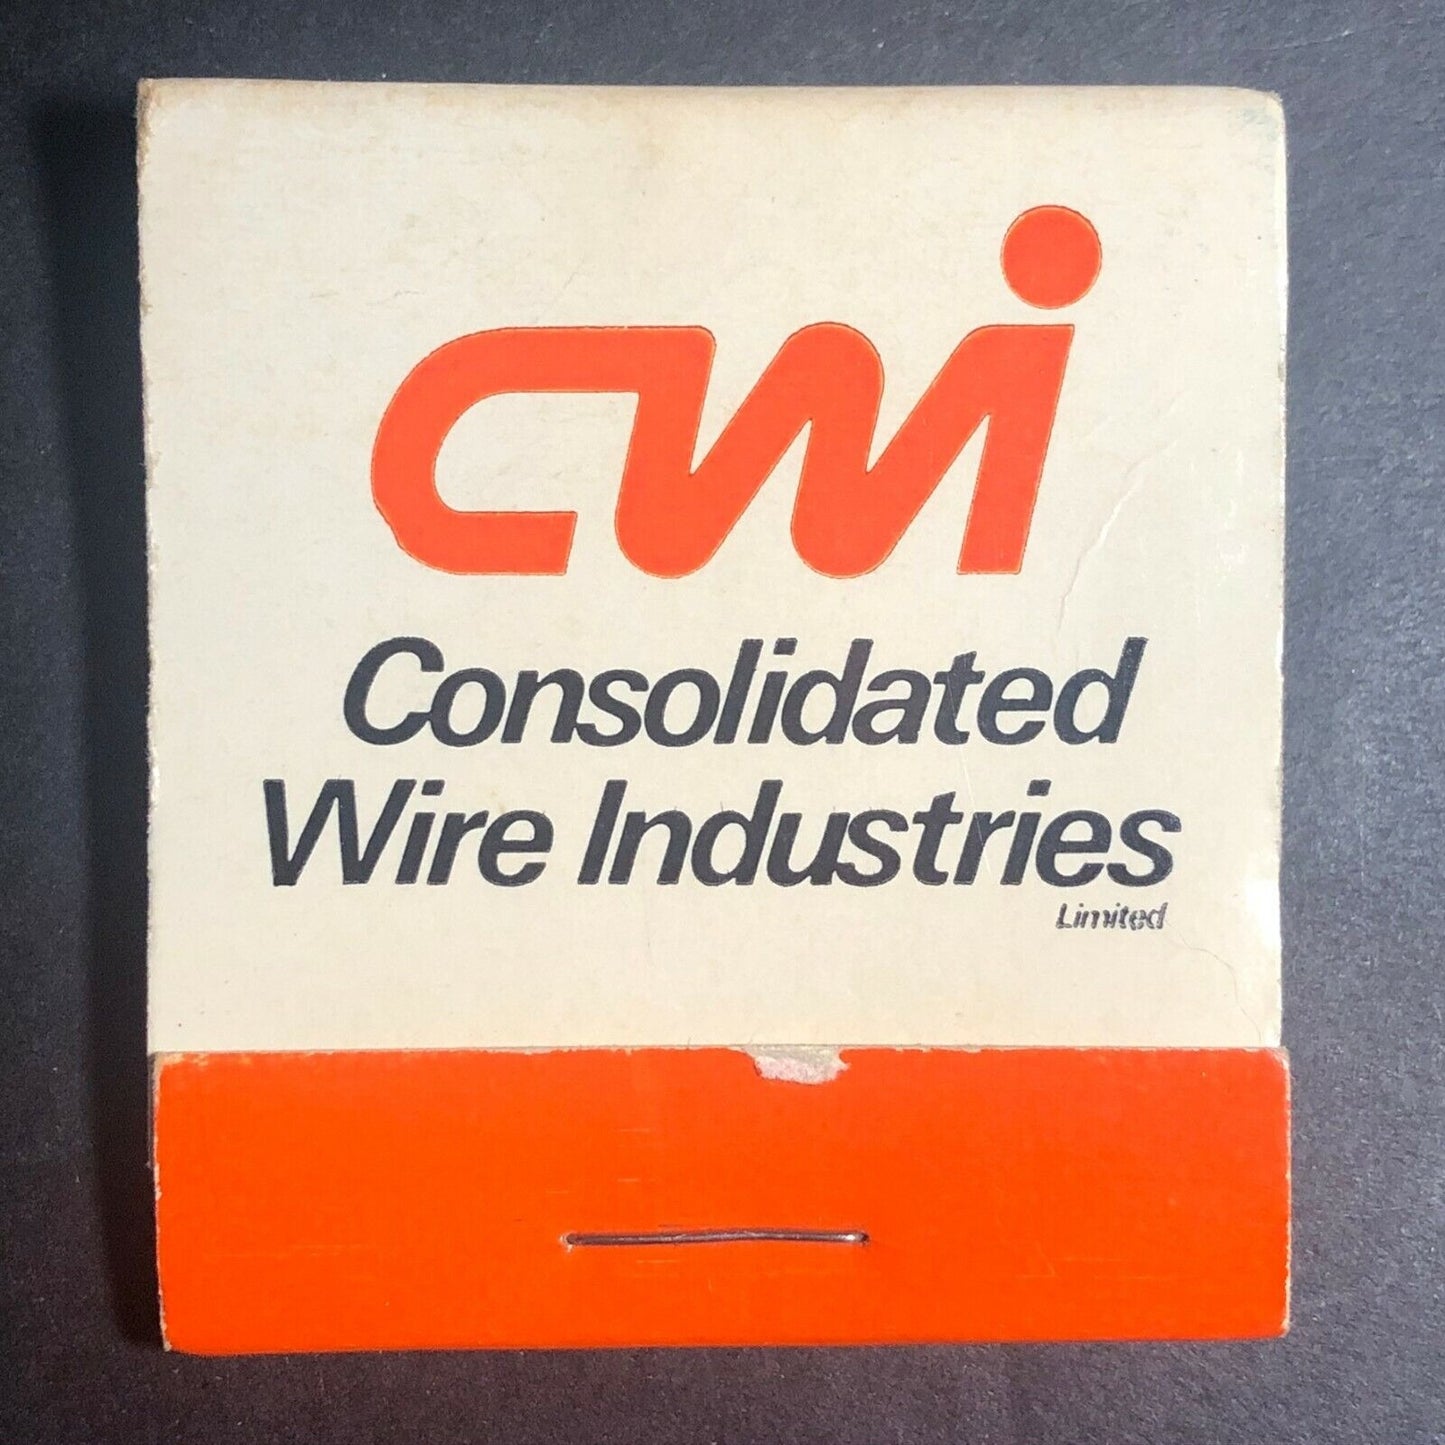 cwi
Consolidated
Wire Industries
Limited